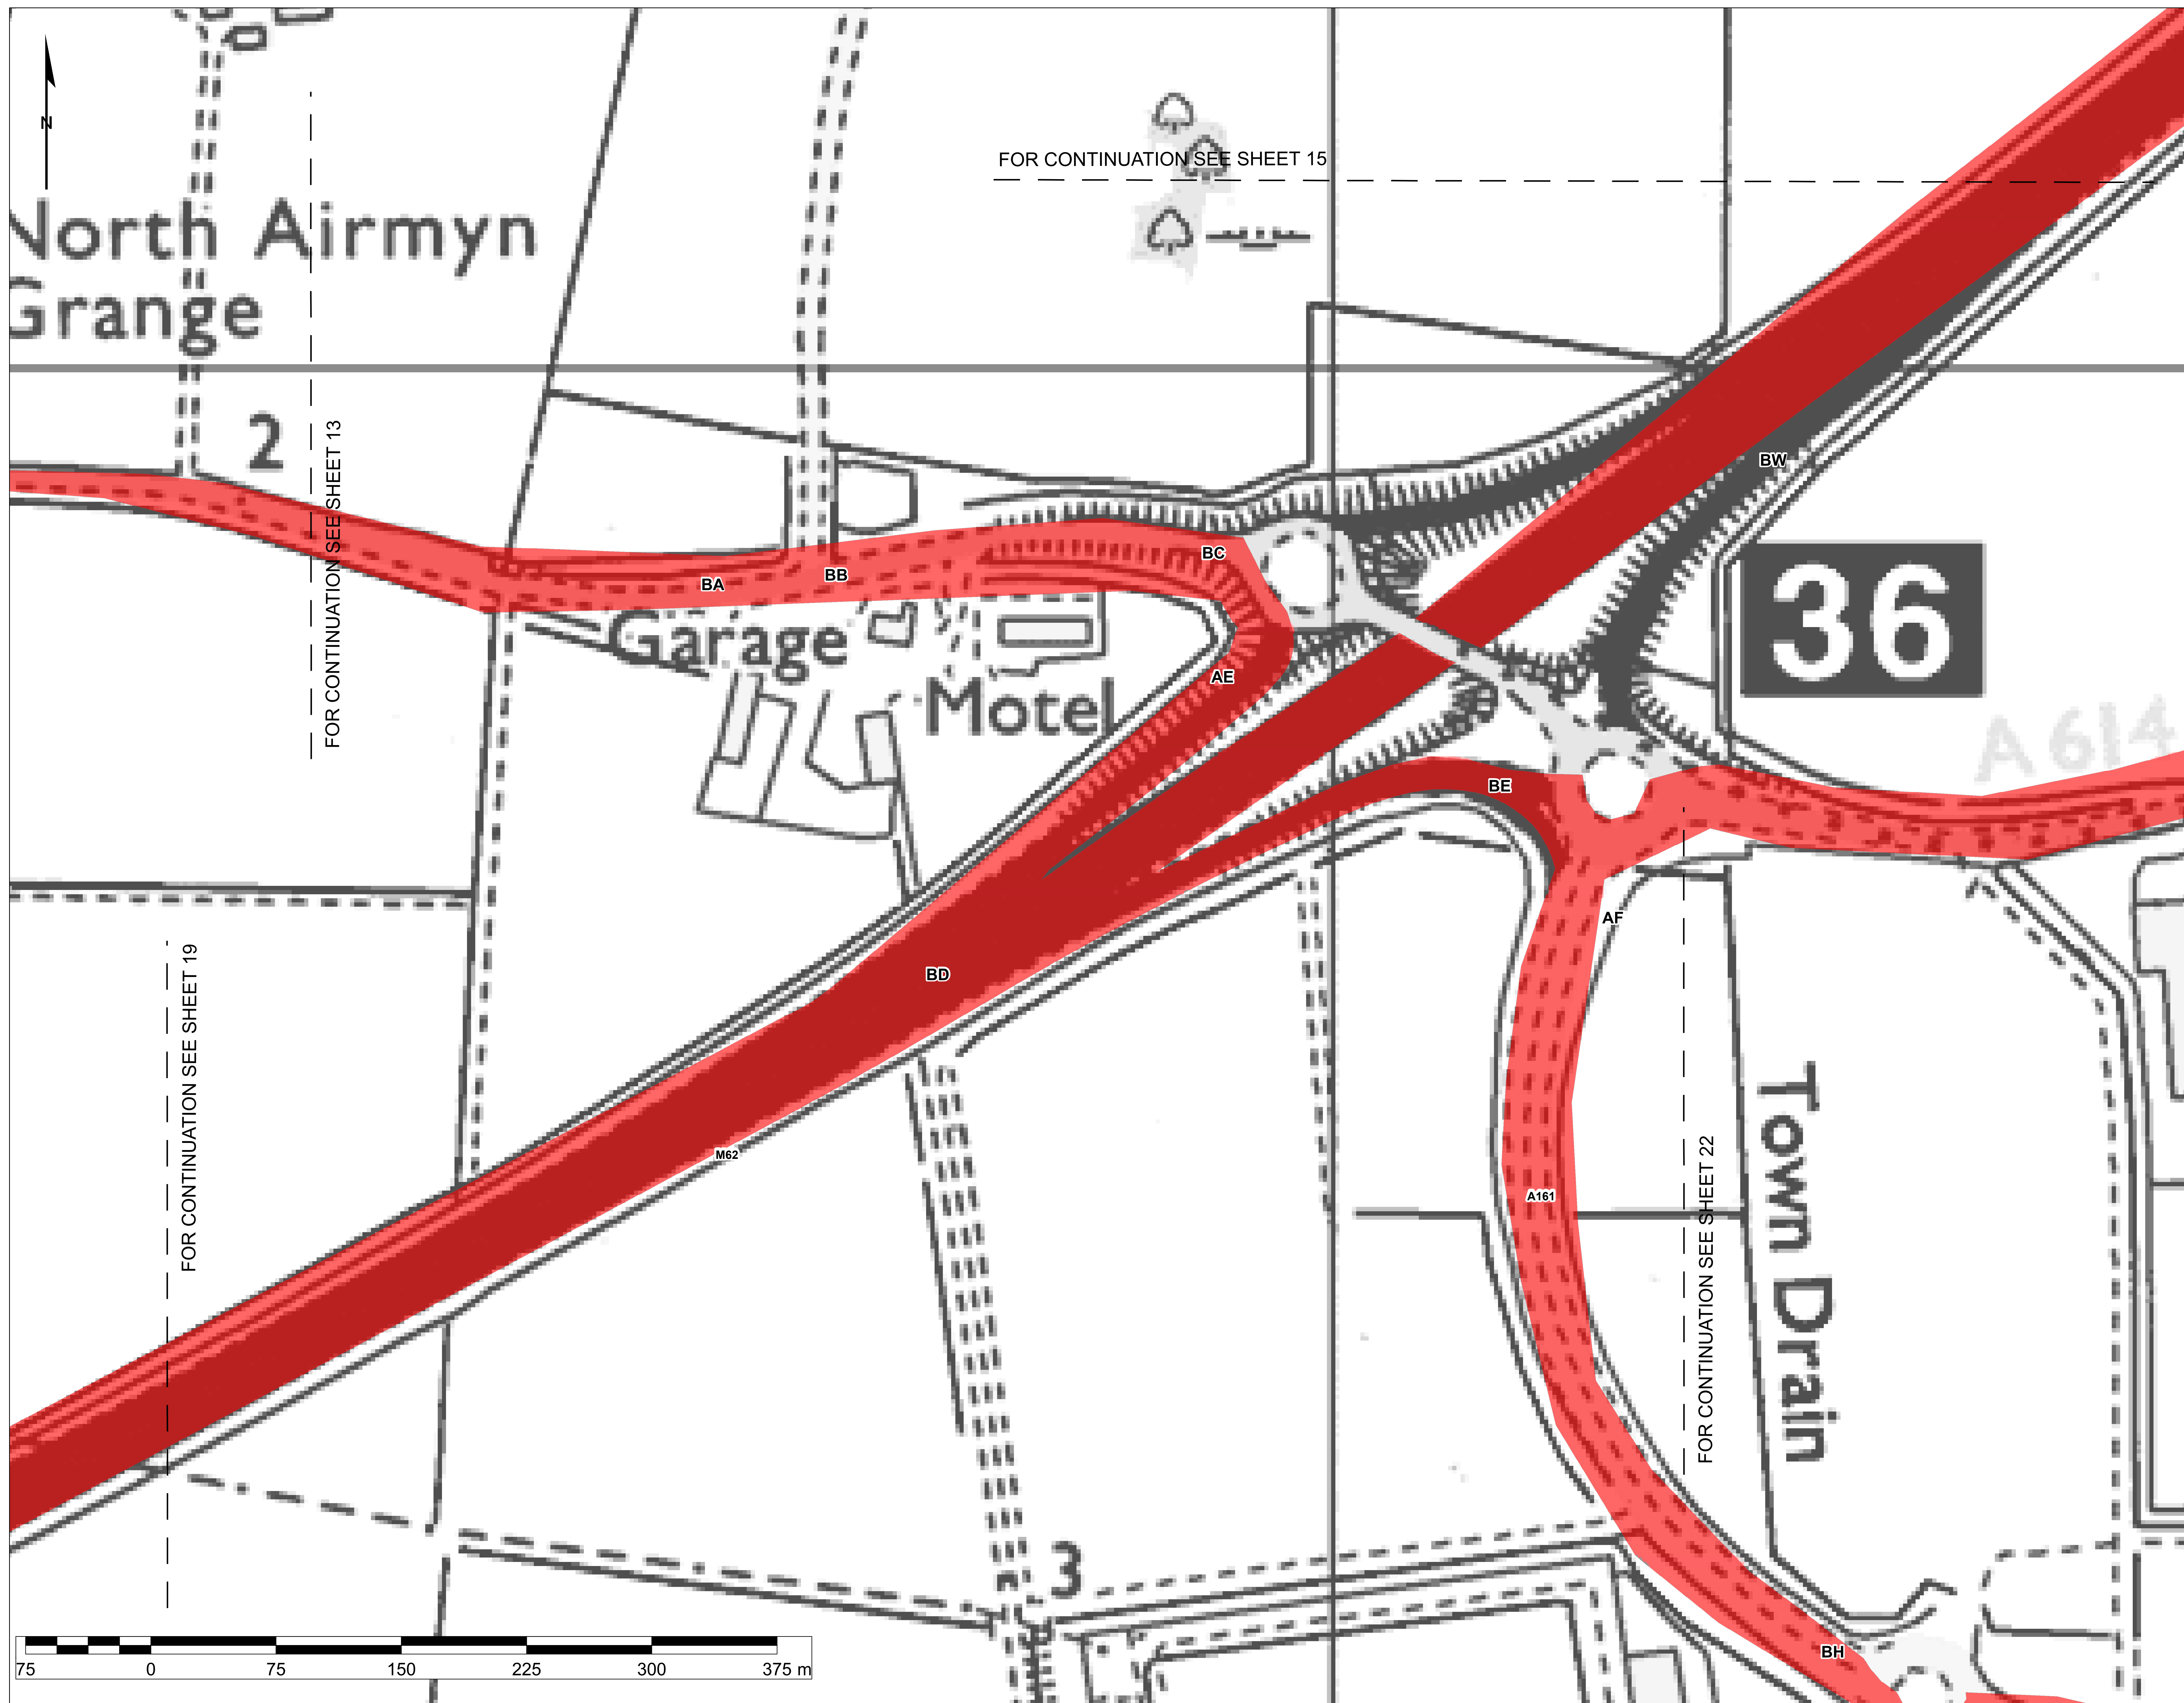 N
FOR CONTINUATION SEE SHEET 15
North Airmyn
Grange
2
FOR CONTINUATION SEE SHEET 13
BW
BC
BB
BA
36
Garage
Motel
AE
A 614
BE
AF
BD
FOR CONTINUATION SEE SHEET 19
M62
A161
FOR CONTINUATION SEE SHEET 22
Town Drain
3
BH
75 0 75 150 225 300 375 m